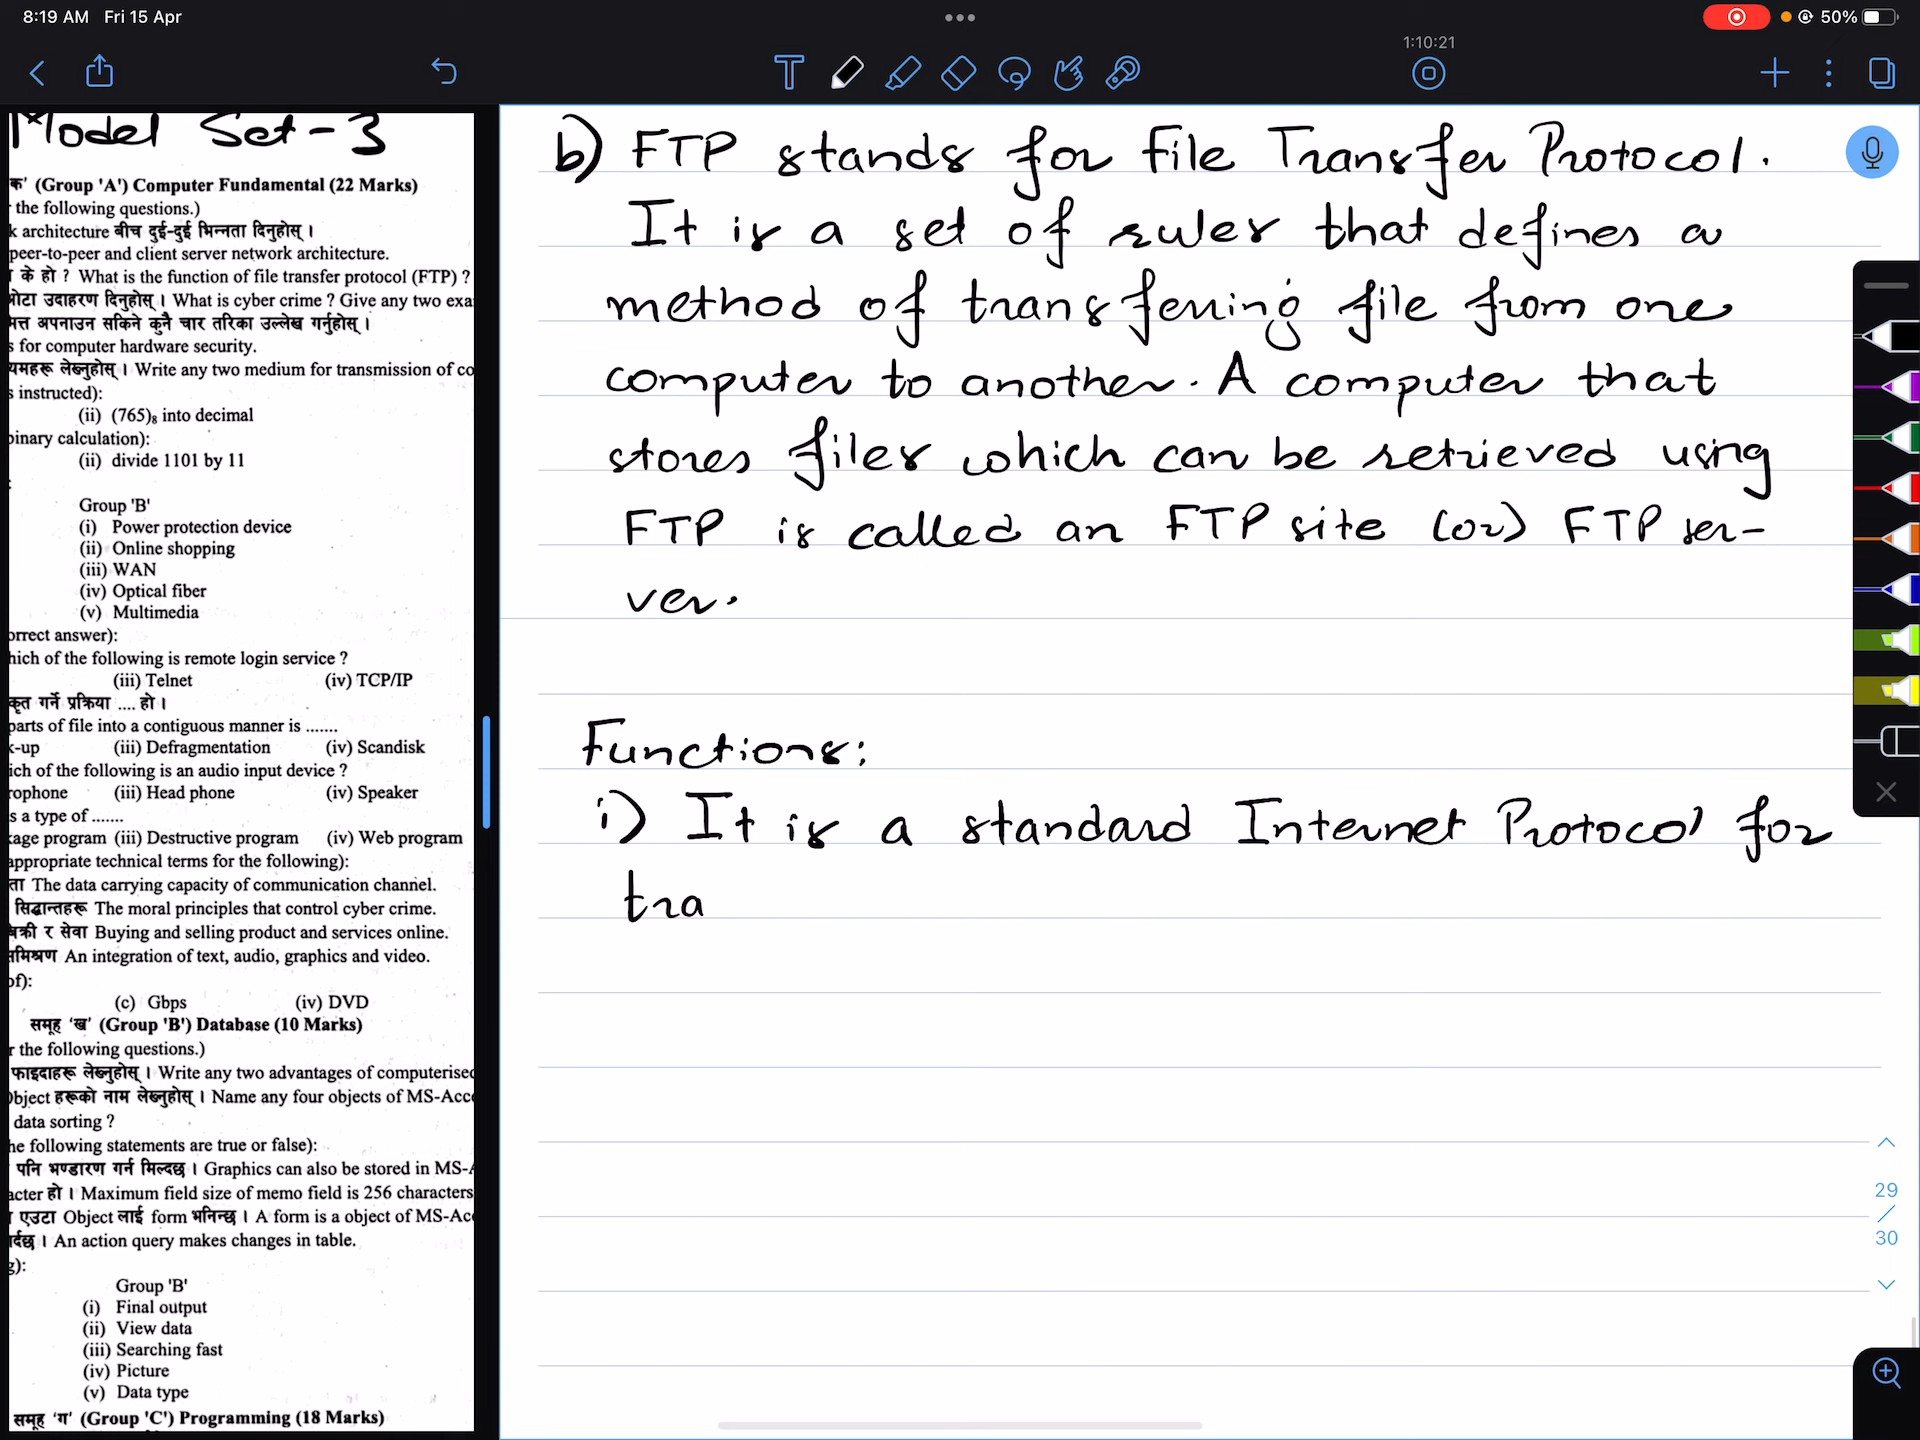 8:19 AM Fri 15 Apr
50%
1:10:21
Model Set-3
क' (Group 'A') Computer Fundamental (22 Marks)
the following questions.)
k architecture बीच दुई-दुई भिन्नता दिनुहोस् ।
peer-to-peer and client server network architecture.
के हो ? What is the function of file transfer protocol (FTP) ?
उदाहरण दिनुहोस् । What is cyber crime ? Give any two exa
अपनाउन सकिने कुनै चार तरिका उल्लेख गर्नुहोस् ।
s for computer hardware security.
यमहरू लेख्नुहोस् । Write any two medium for transmission of co
s instructed):
(ii) (765)₈ into decimal
binary calculation):
(ii) divide 1101 by 11
Group 'B'
(i) Power protection device
(ii) Online shopping
(iii) WAN
(iv) Optical fiber
(v) Multimedia
orrect answer):
hich of the following is remote login service ?
(iii) Telnet (iv) TCP/IP
कृत गर्ने प्रक्रिया .... हो ।
parts of file into a contiguous manner is .......
k-up (iii) Defragmentation (iv) Scandisk
ich of the following is an audio input device ?
rophone (iii) Head phone (iv) Speaker
s a type of .......
kage program (iii) Destructive program (iv) Web program
appropriate technical terms for the following):
ता The data carrying capacity of communication channel.
सिद्धान्तहरू The moral principles that control cyber crime.
बिक्री र सेवा Buying and selling product and services online.
समिश्रण An integration of text, audio, graphics and video.
of):
(c) Gbps (iv) DVD
समूह 'ख' (Group 'B') Database (10 Marks)
r the following questions.)
फाइदाहरू लेख्नुहोस् । Write any two advantages of computerised
Object हरूको नाम लेख्नुहोस् । Name any four objects of MS-Acc
data sorting ?
he following statements are true or false):
पनि भण्डारण गर्न मिल्दछ । Graphics can also be stored in MS-A
acter हो । Maximum field size of memo field is 256 characters
एउटा Object लाई form भनिन्छ । A form is a object of MS-Ac
र्दछ । An action query makes changes in table.
g):
Group 'B'
(i) Final output
(ii) View data
(iii) Searching fast
(iv) Picture
(v) Data type
समूह 'ग' (Group 'C') Programming (18 Marks)
b) FTP stands for File Transfer Protocol.
It is a set of rules that defines a
method of transferring file from one
computer to another. A computer that
stores files which can be retrieved using
FTP is called an FTP site (or) FTP ser-
ver.
Functions:
i) It is a standard Internet Protocol for
tra
29
/
30